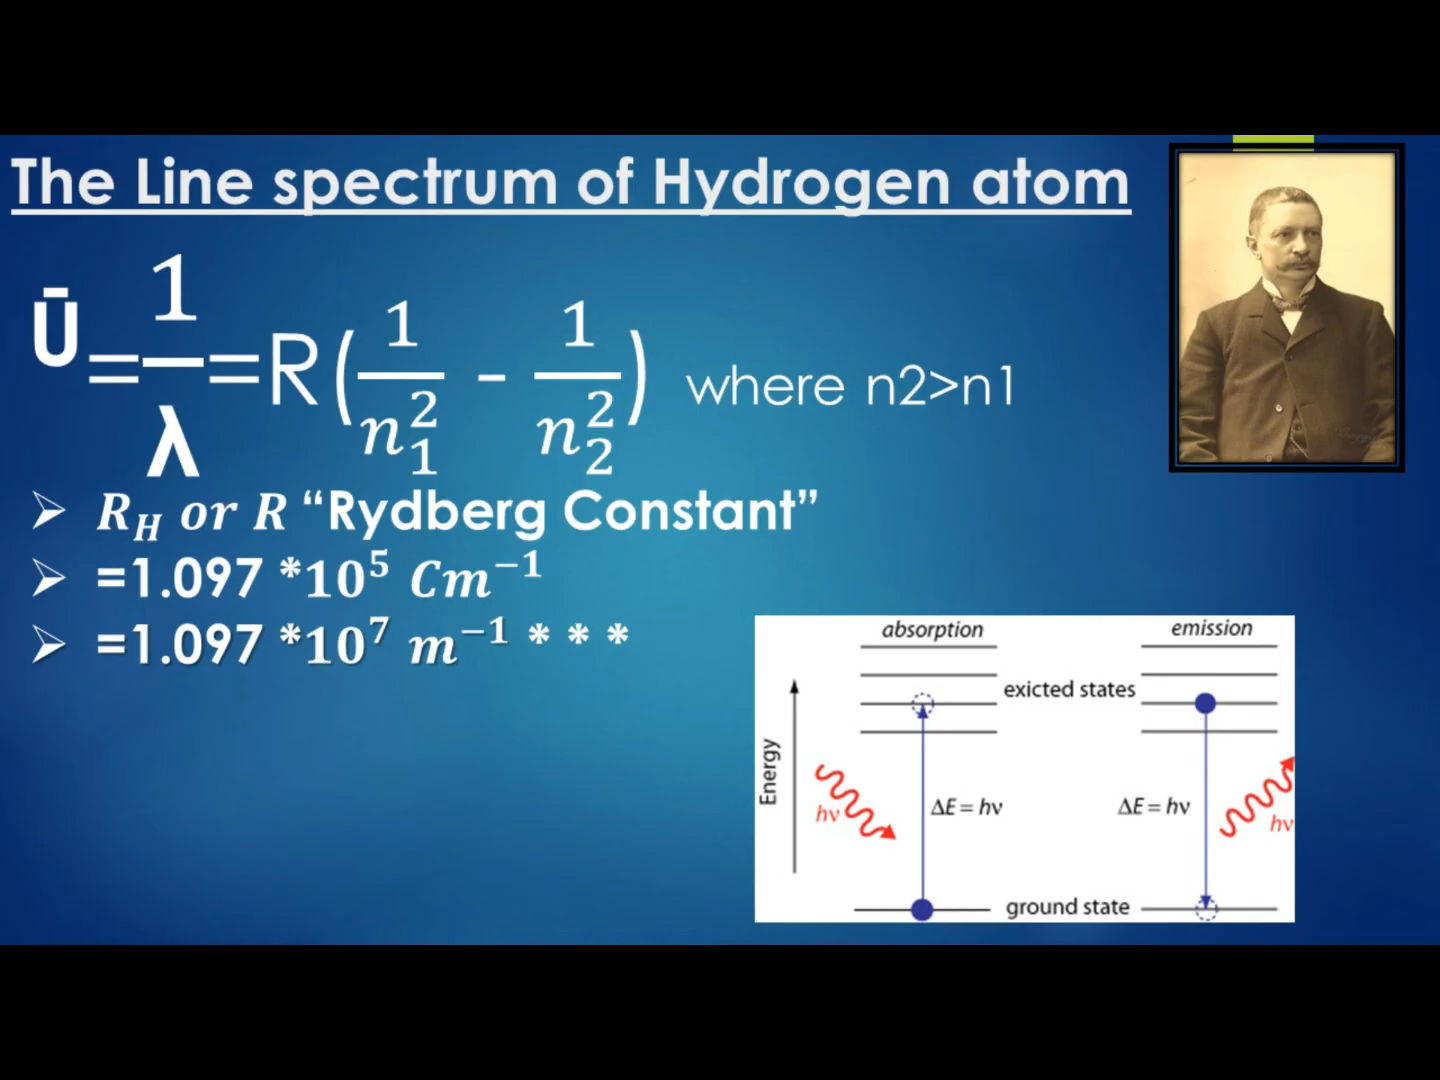 The Line spectrum of Hydrogen atom
Ū = 1/λ = R(1/n₁² - 1/n₂²) where n2>n1
➢ R_H or R “Rydberg Constant”
➢ =1.097 *10⁵ Cm⁻¹
➢ =1.097 *10⁷ m⁻¹ * * *
absorption
emission
exicted states
Energy
hν
ΔE = hν
ΔE = hν
hν
ground state